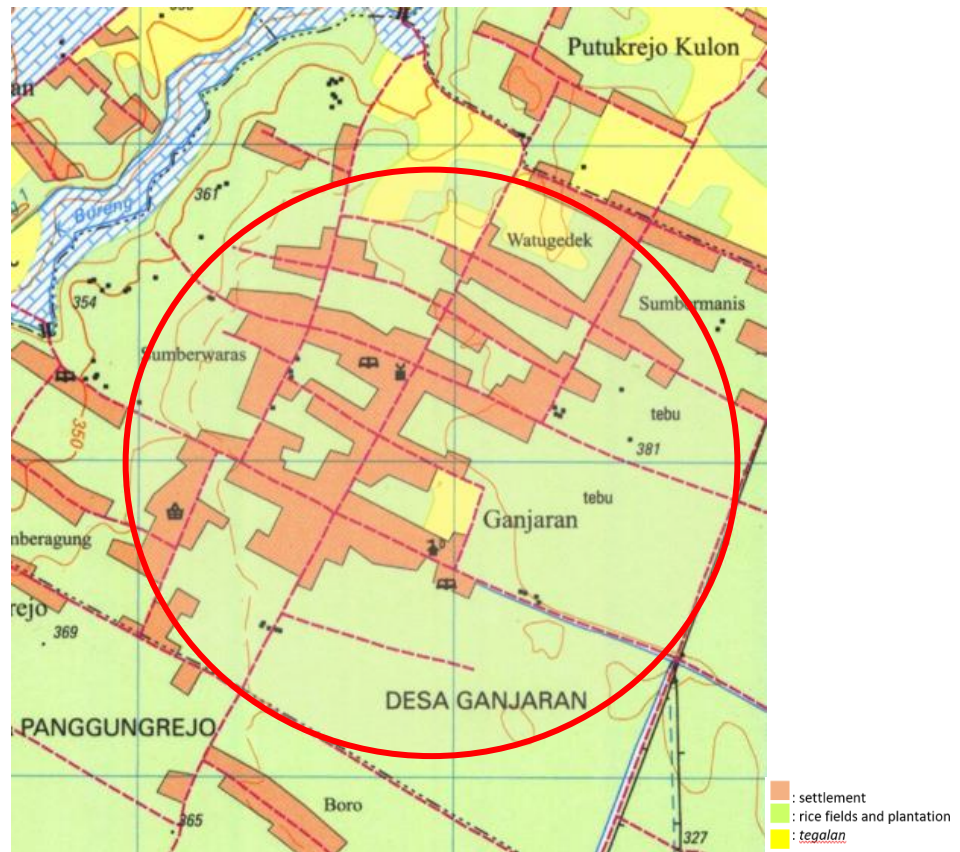 Putukrejo Kulon
an
361
Bureng
Watugedek
354
Sumbermanis
Sumberwaras
tebu
350
381
tebu
Ganjaran
mberagung
rejo
369
DESA GANJARAN
PANGGUNGREJO
Boro
365
327
: settlement
: rice fields and plantation
: tegalan